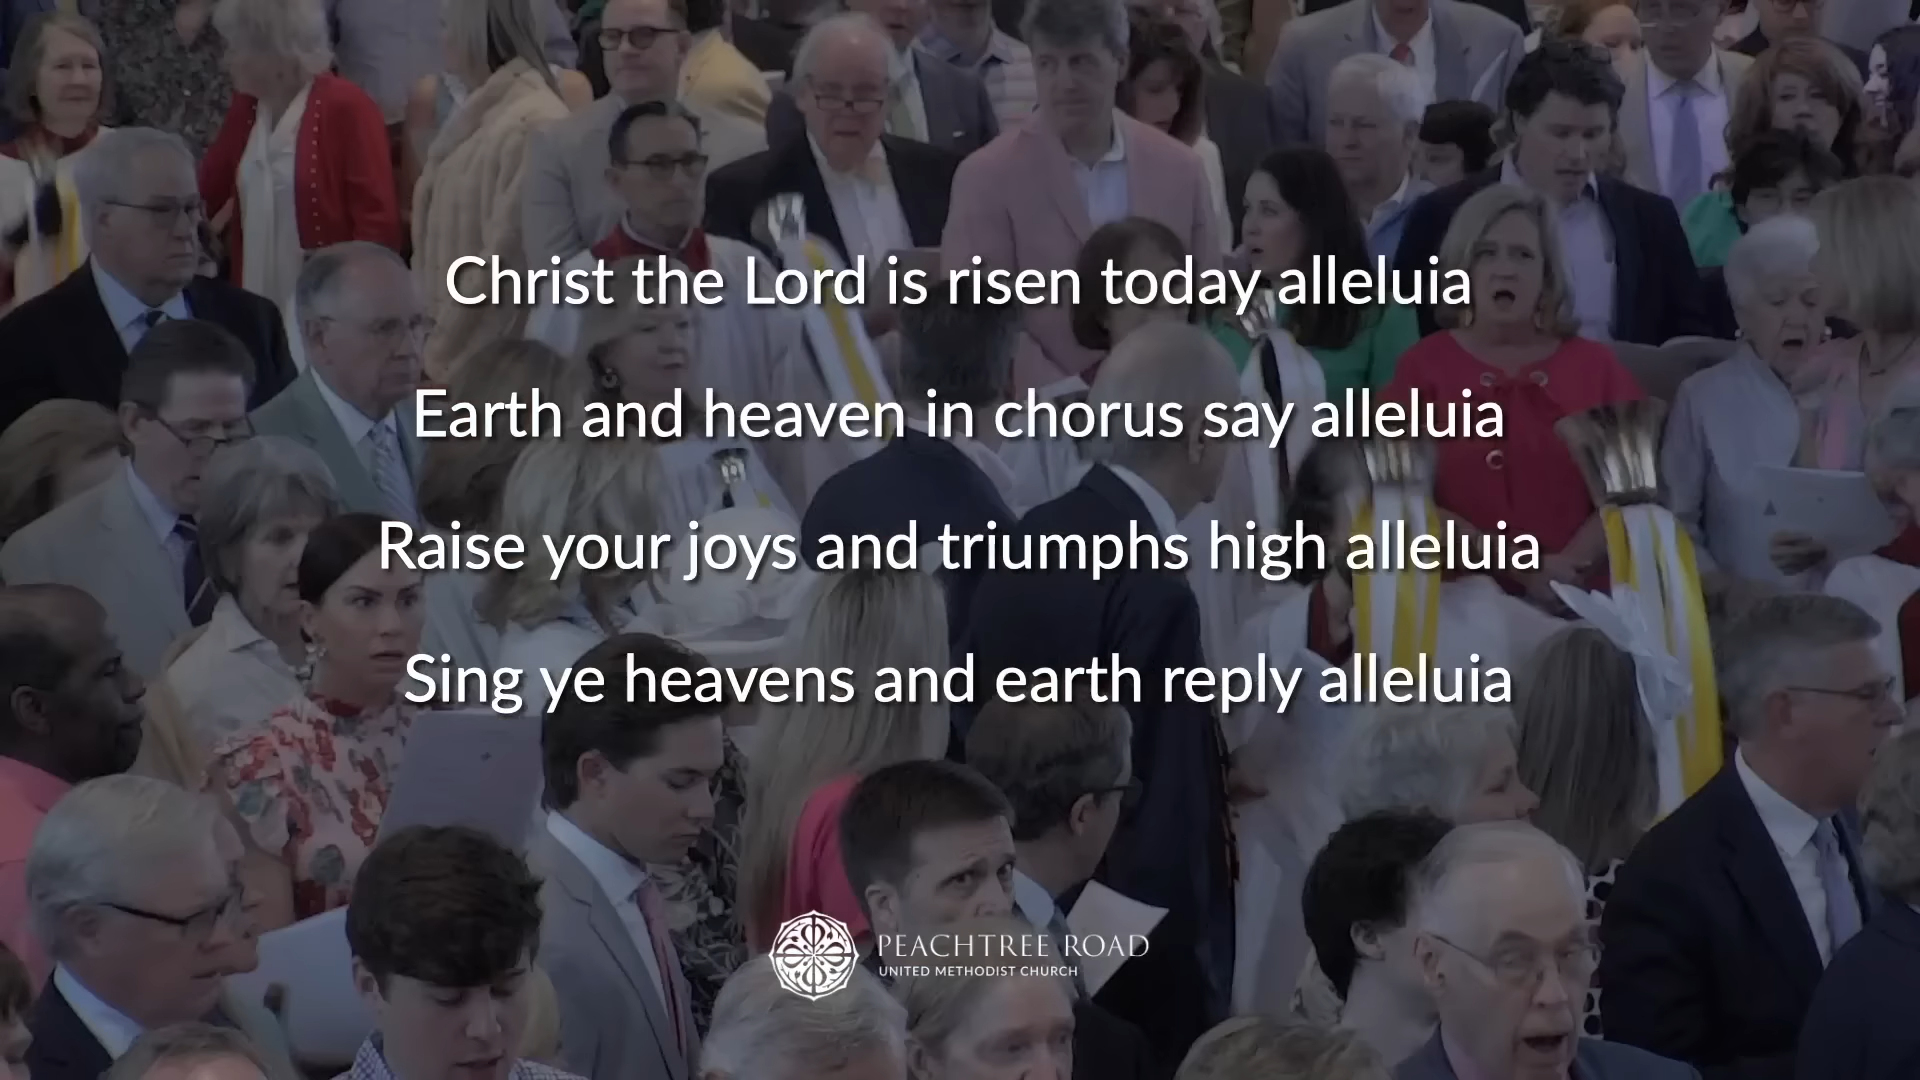 Christ the Lord is risen today alleluia
Earth and heaven in chorus say alleluia
Raise your joys and triumphs high alleluia
Sing ye heavens and earth reply alleluia
PEACHTREE ROAD
UNITED METHODIST CHURCH